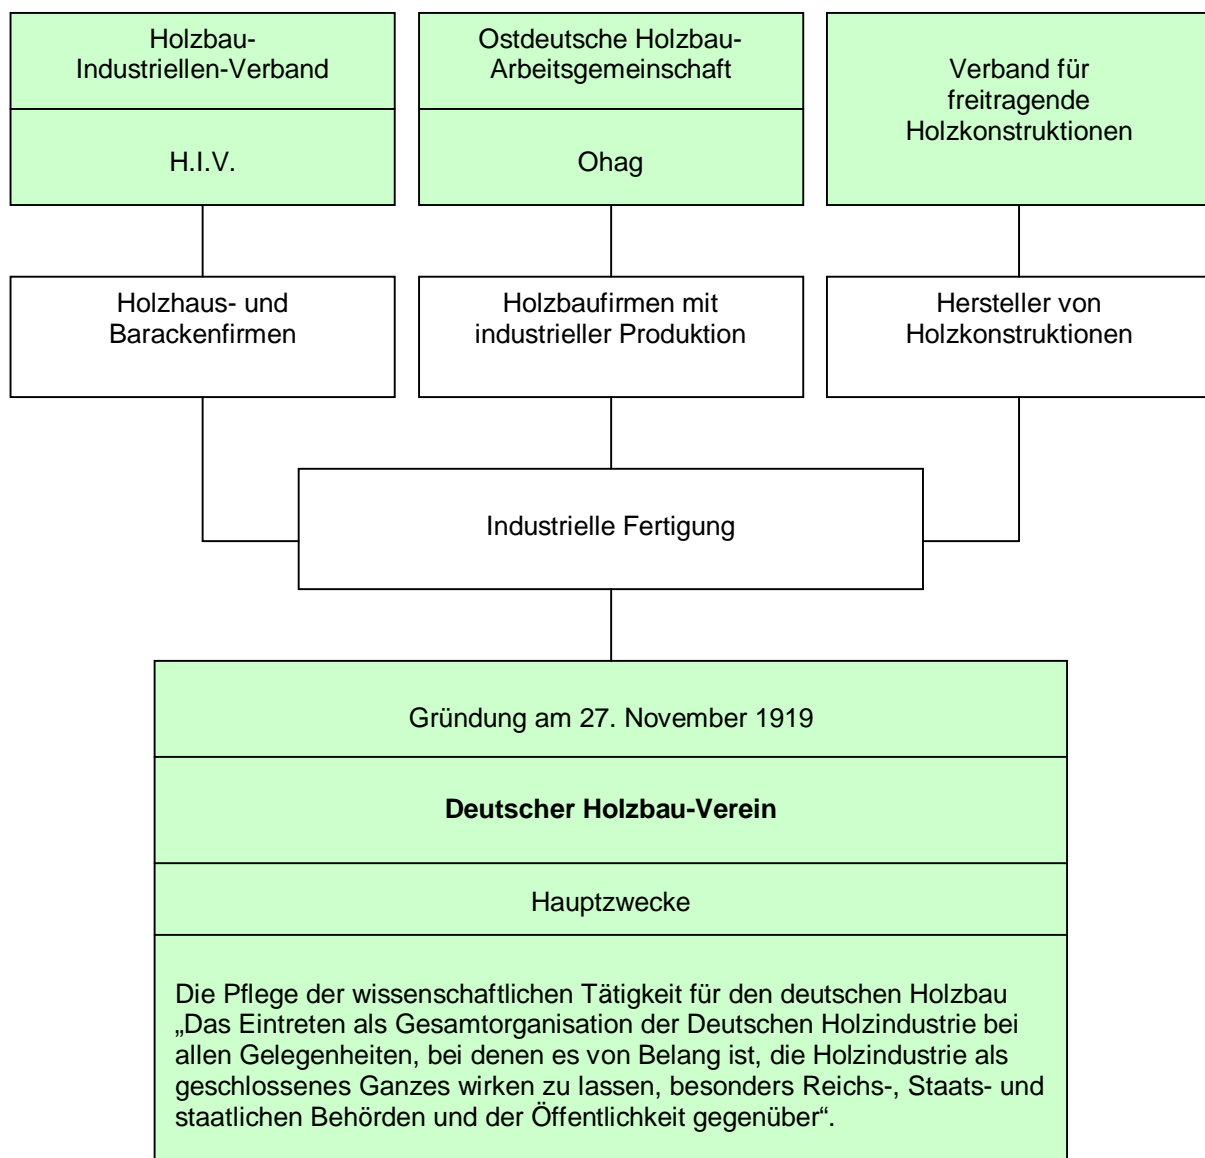 Holzbau-
Industriellen-Verband
H.I.V.
Ostdeutsche Holzbau-
Arbeitsgemeinschaft
Ohag
Verband für
freitragende
Holzkonstruktionen
Holzhaus- und
Barackenfirmen
Holzbaufirmen mit
industrieller Produktion
Hersteller von
Holzkonstruktionen
Industrielle Fertigung
Gründung am 27. November 1919
Deutscher Holzbau-Verein
Hauptzwecke
Die Pflege der wissenschaftlichen Tätigkeit für den deutschen Holzbau
„Das Eintreten als Gesamtorganisation der Deutschen Holzindustrie bei
allen Gelegenheiten, bei denen es von Belang ist, die Holzindustrie als
geschlossenes Ganzes wirken zu lassen, besonders Reichs-, Staats- und
staatlichen Behörden und der Öffentlichkeit gegenüber“.